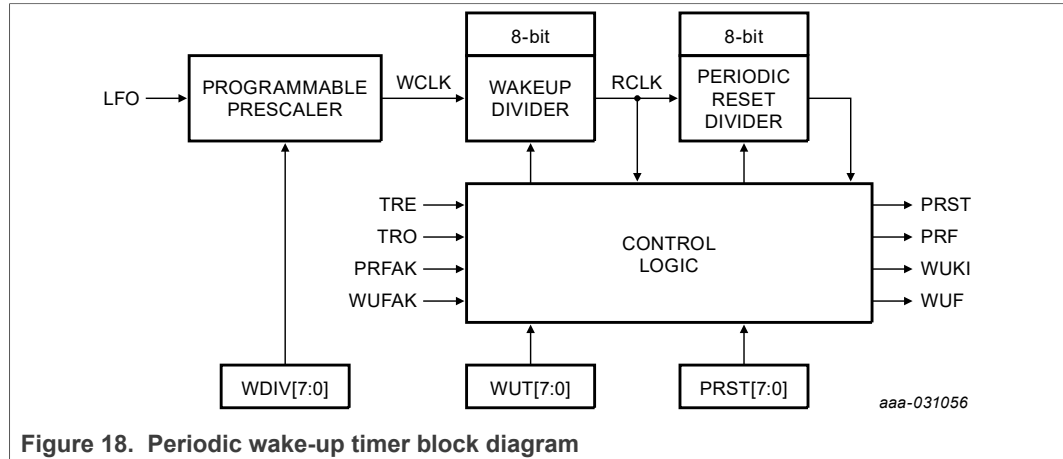 8-bit
8-bit
LFO
PROGRAMMABLE
PRESCALER
WCLK
WAKEUP
DIVIDER
RCLK
PERIODIC
RESET
DIVIDER
TRE
TRO
PRFAK
WUFAK
CONTROL
LOGIC
PRST
PRF
WUKI
WUF
WDIV[7:0]
WUT[7:0]
PRST[7:0]
aaa-031056
Figure 18. Periodic wake-up timer block diagram